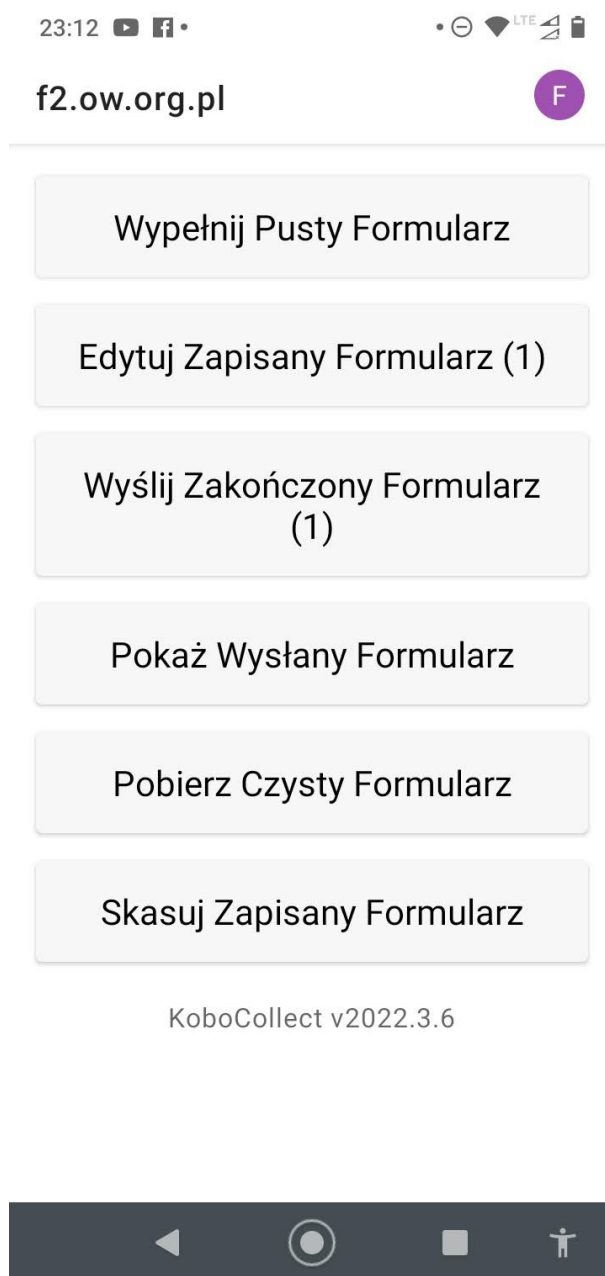 23:12
f2.ow.org.pl
F
LTE
Wypełnij Pusty Formularz
Edytuj Zapisany Formularz (1)
Wyślij Zakończony Formularz
(1)
Pokaż Wysłany Formularz
Pobierz Czysty Formularz
Skasuj Zapisany Formularz
KoboCollect v2022.3.6